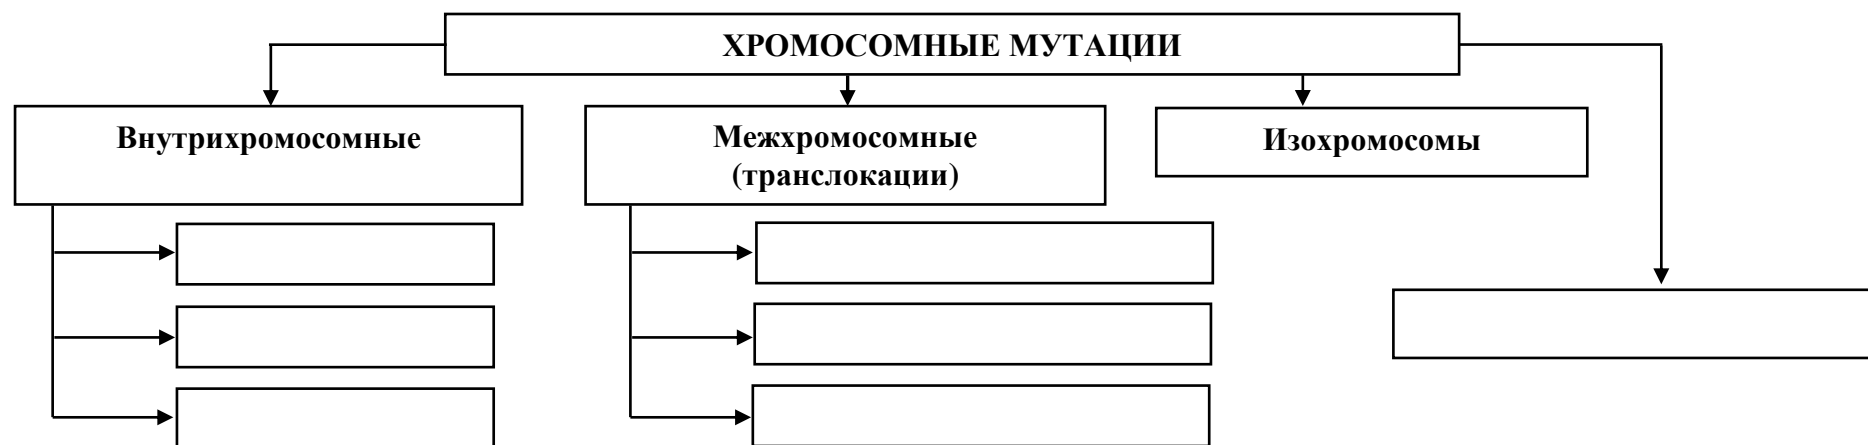 ХРОМОСОМНЫЕ МУТАЦИИ
Внутрихромосомные
Межхромосомные
(транслокации)
Изохромосомы